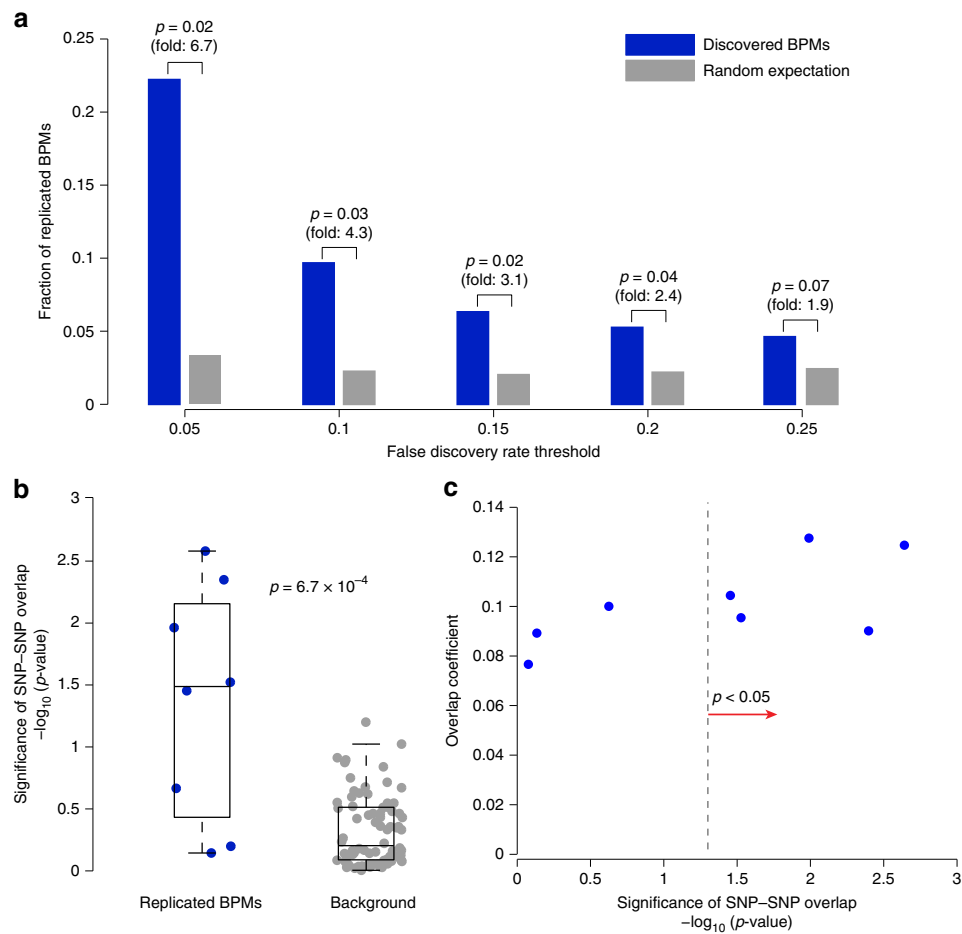 a
0.25
0.2
0.15
0.1
0.05
0
Fraction of replicated BPMs
p = 0.02
(fold: 6.7)
p = 0.03
(fold: 4.3)
p = 0.02
(fold: 3.1)
p = 0.04
(fold: 2.4)
p = 0.07
(fold: 1.9)
Discovered BPMs
Random expectation
0.05
0.1
0.15
0.2
0.25
False discovery rate threshold
b
3
2.5
2
1.5
1
0.5
0
Significance of SNP–SNP overlap
–log10 (p-value)
p = 6.7 × 10–4
Replicated BPMs
Background
c
0.14
0.12
0.1
0.08
0.06
0.04
0.02
0
Overlap coefficient
p < 0.05
0
0.5
1
1.5
2
2.5
3
Significance of SNP–SNP overlap
–log10 (p-value)